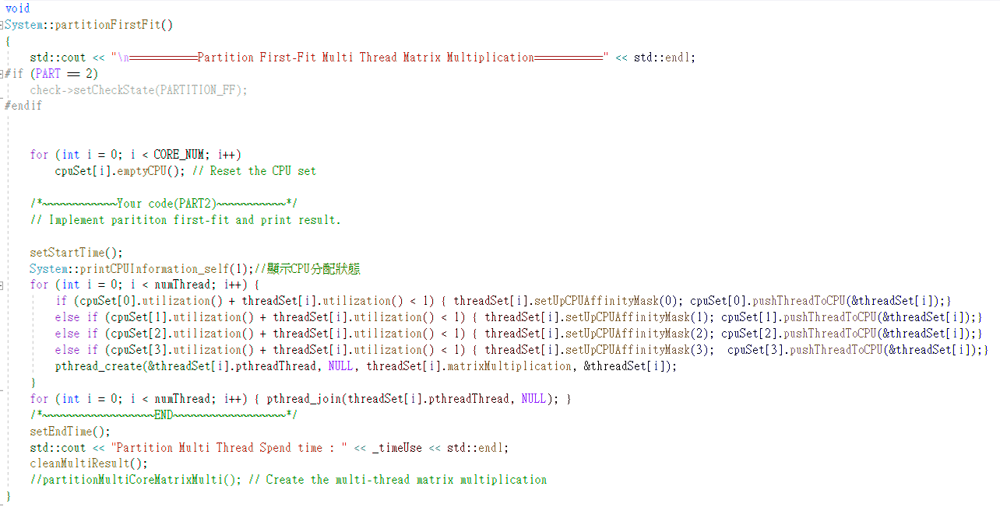 void
System::partitionFirstFit()
{
    std::cout << "\n===========Partition First-Fit Multi Thread Matrix Multiplication===========" << std::endl;
#if (PART == 2)
    check->setCheckState(PARTITION_FF);
#endif
    for (int i = 0; i < CORE_NUM; i++)
        cpuSet[i].emptyCPU(); // Reset the CPU set
    /*~~~~~~~~~~~~Your code(PART2)~~~~~~~~~~~*/
    // Implement parititon first-fit and print result.
    setStartTime();
    System::printCPUInformation_self(1);//顯示CPU分配狀態
    for (int i = 0; i < numThread; i++) {
        if (cpuSet[0].utilization() + threadSet[i].utilization() < 1) { threadSet[i].setUpCPUAffinityMask(0); cpuSet[0].pushThreadToCPU(&threadSet[i]);}
        else if (cpuSet[1].utilization() + threadSet[i].utilization() < 1) { threadSet[i].setUpCPUAffinityMask(1); cpuSet[1].pushThreadToCPU(&threadSet[i]);}
        else if (cpuSet[2].utilization() + threadSet[i].utilization() < 1) { threadSet[i].setUpCPUAffinityMask(2); cpuSet[2].pushThreadToCPU(&threadSet[i]);}
        else if (cpuSet[3].utilization() + threadSet[i].utilization() < 1) { threadSet[i].setUpCPUAffinityMask(3);  cpuSet[3].pushThreadToCPU(&threadSet[i]);}
        pthread_create(&threadSet[i].pthreadThread, NULL, threadSet[i].matrixMultiplication, &threadSet[i]);
    }
    for (int i = 0; i < numThread; i++) { pthread_join(threadSet[i].pthreadThread, NULL); }
    /*~~~~~~~~~~~~~~~~~~END~~~~~~~~~~~~~~~~~~*/
    setEndTime();
    std::cout << "Partition Multi Thread Spend time : " << _timeUse << std::endl;
    cleanMultiResult();
    //partitionMultiCoreMatrixMulti(); // Create the multi-thread matrix multiplication
}